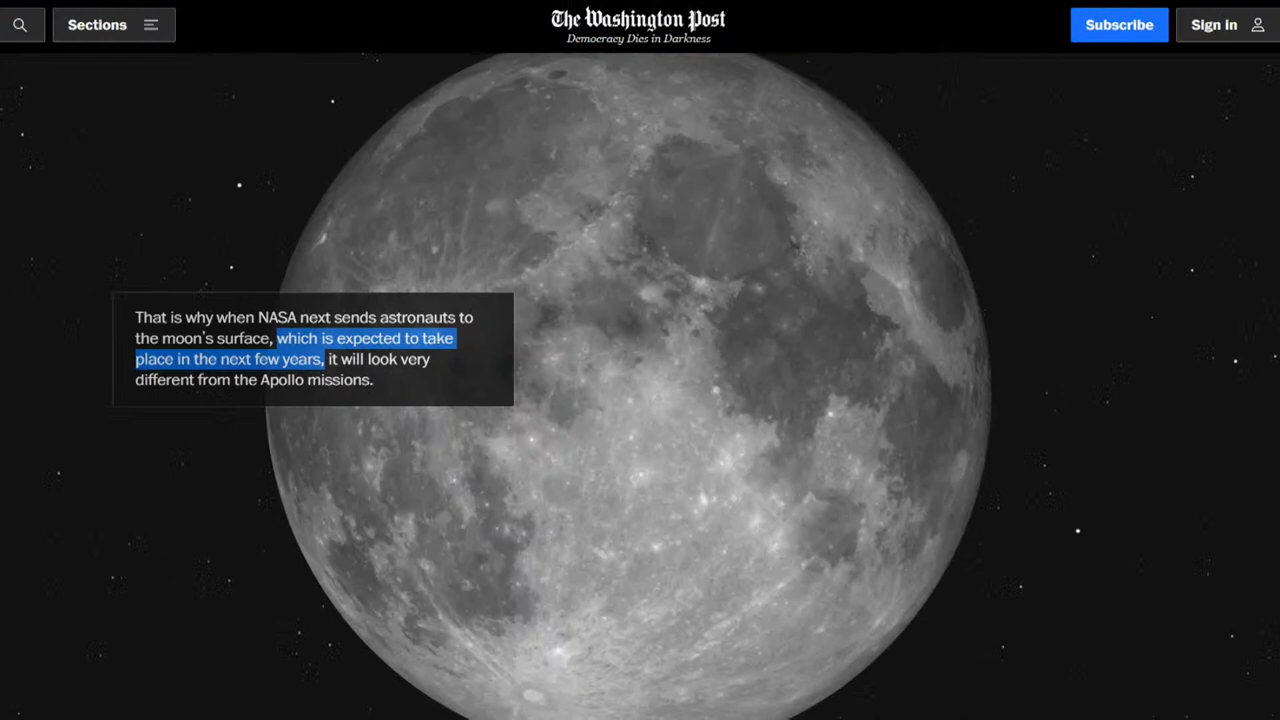 Sections
The Washington Post
Democracy Dies in Darkness
Subscribe
Sign in
That is why when NASA next sends astronauts to
the moon's surface, which is expected to take
place in the next few years, it will look very
different from the Apollo missions.